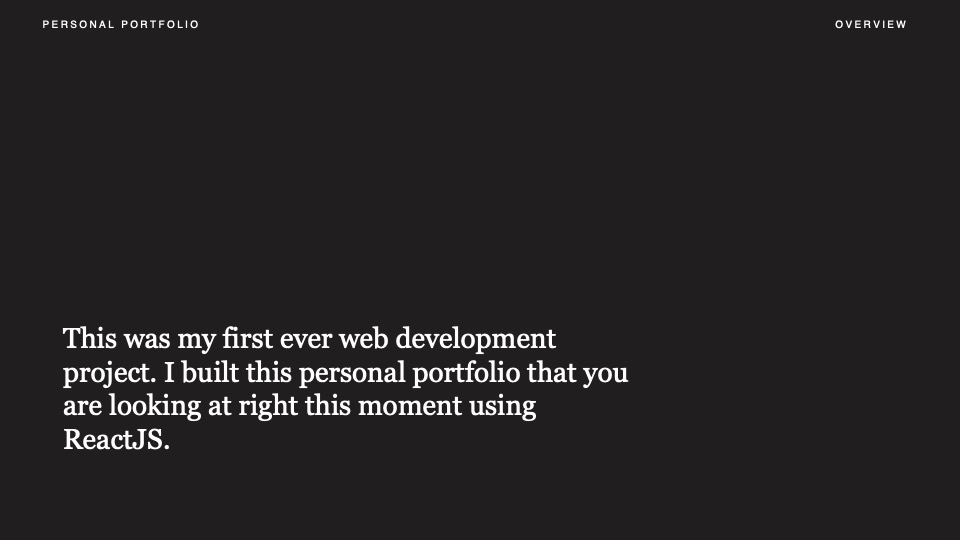 PERSONAL PORTFOLIO
OVERVIEW
This was my first ever web development
project. I built this personal portfolio that you
are looking at right this moment using
ReactJS.